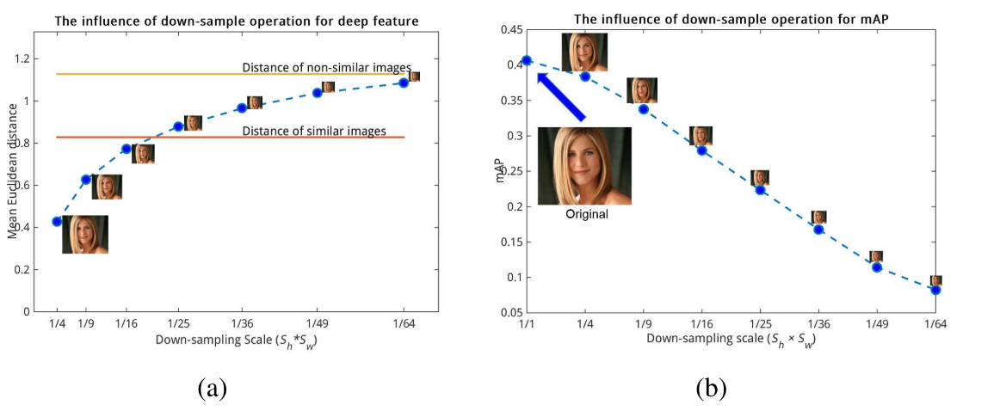 The influence of down-sample operation for deep feature
Mean Euclidean distance
1.2
1
0.8
0.6
0.4
0.2
0
Distance of non-similar images
Distance of similar images
1/4 1/9 1/16 1/25 1/36 1/49 1/64
Down-sampling Scale (Sh*Sw)
(a)
The influence of down-sample operation for mAP
mAP
0.45
0.4
0.35
0.3
0.25
0.2
0.15
0.1
0.05
Original
1/1 1/4 1/9 1/16 1/25 1/36 1/49 1/64
Down-sampling scale (Sh × Sw)
(b)